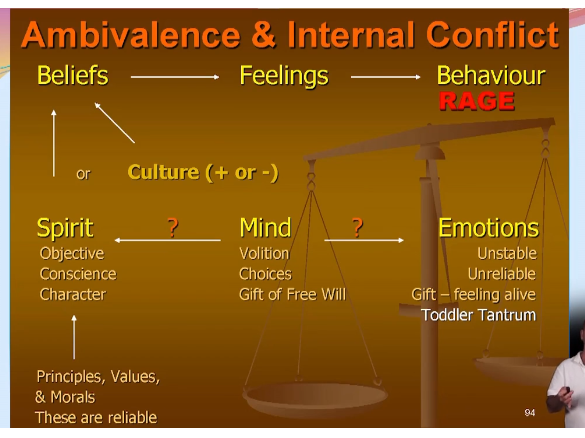 Ambivalence & Internal Conflict
Beliefs Feelings Behaviour
RAGE
or Culture (+ or -)
Spirit ? Mind ? Emotions
Objective Volition Unstable
Conscience Choices Unreliable
Character Gift of Free Will Gift – feeling alive
Toddler Tantrum
Principles, Values,
& Morals
These are reliable
94